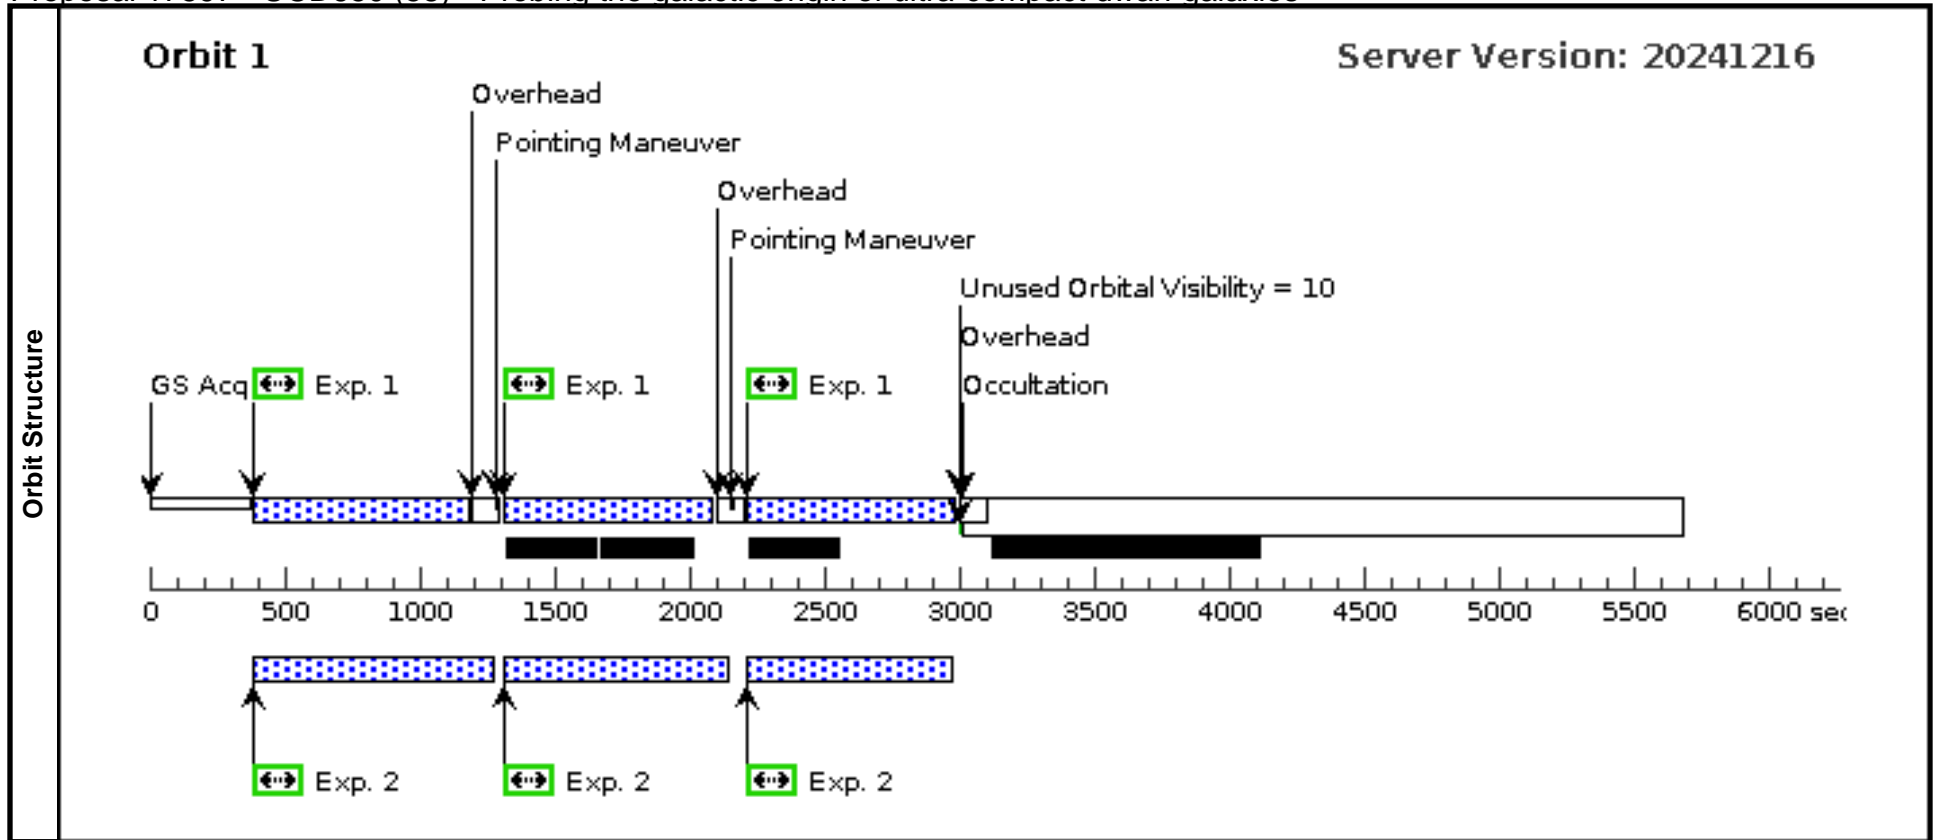 Orbit 1
Server Version: 20241216
Overhead
Pointing Maneuver
Overhead
Pointing Maneuver
Unused Orbital Visibility = 10
Overhead
GS Acq Exp. 1 Exp. 1 Exp. 1 Occultation
Orbit Structure
0 500 1000 1500 2000 2500 3000 3500 4000 4500 5000 5500 6000 sec
Exp. 2 Exp. 2 Exp. 2